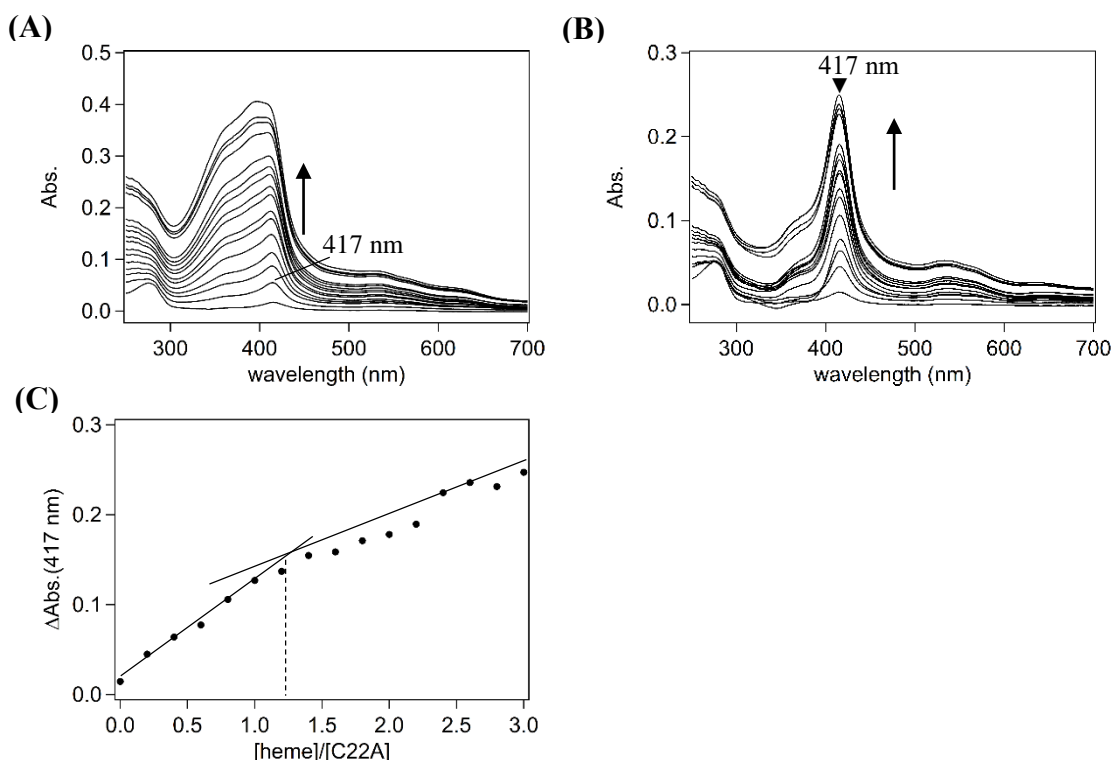 (A)
0.5
0.4
0.3
0.2
0.1
0.0
Abs.
417 nm
300 400 500 600 700
wavelength (nm)
(B)
0.3
0.2
0.1
0.0
Abs.
417 nm
300 400 500 600 700
wavelength (nm)
(C)
0.3
0.2
0.1
0.0
ΔAbs.(417 nm)
0.0 0.5 1.0 1.5 2.0 2.5 3.0
[heme]/[C22A]